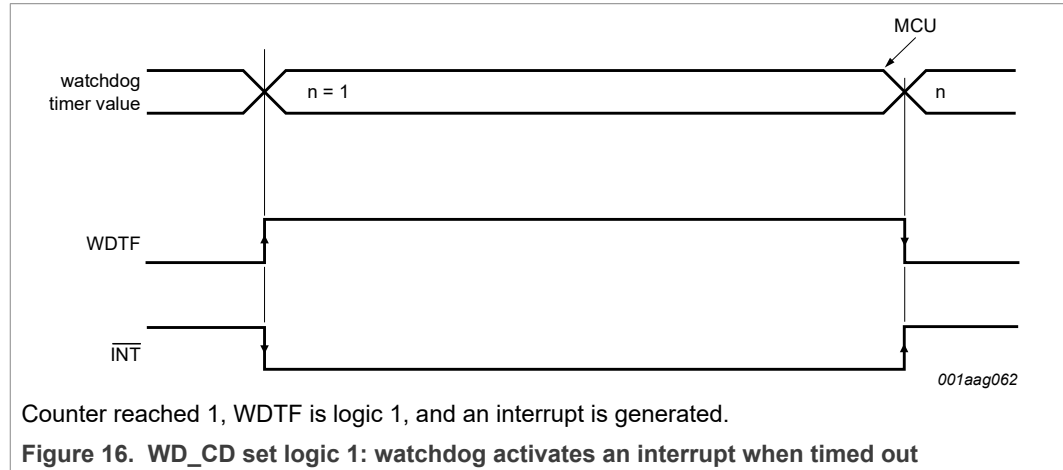 MCU
watchdog
timer value
n = 1
n
WDTF
INT
001aag062
Counter reached 1, WDTF is logic 1, and an interrupt is generated.
Figure 16. WD_CD set logic 1: watchdog activates an interrupt when timed out